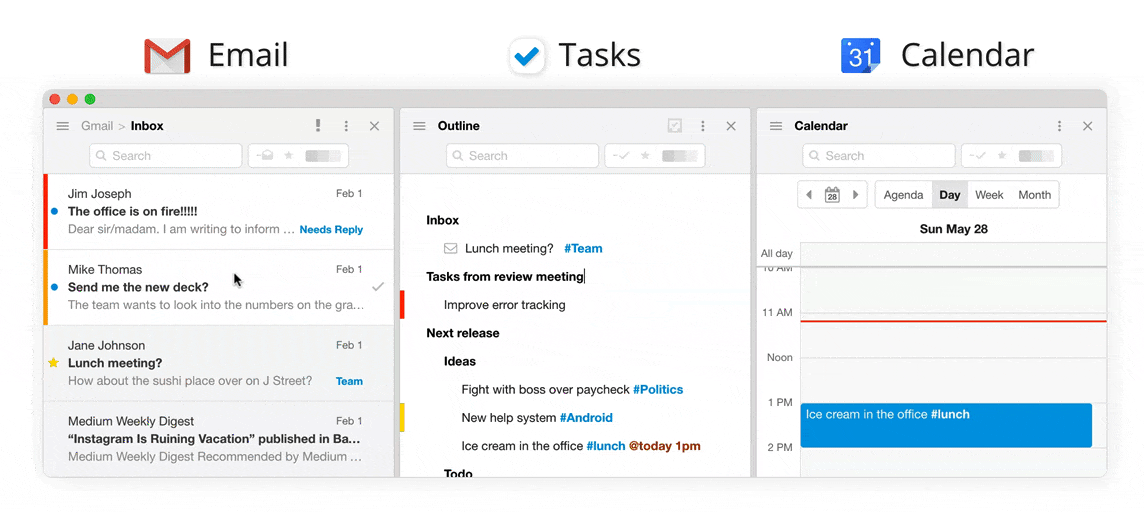 Email
Tasks
31
Calendar
Gmail > Inbox
Search
Jim Joseph Feb 1
The office is on fire!!!!!
Dear sir/madam. I am writing to inform ... Needs Reply
Mike Thomas Feb 1
Send me the new deck?
The team wants to look into the numbers on the gra...
Jane Johnson Feb 1
Lunch meeting?
How about the sushi place over on J Street? Team
Medium Weekly Digest Feb 1
“Instagram Is Ruining Vacation” published in Ba...
Medium Weekly Digest Recommended by Medium ...
Outline
Search
Inbox
Lunch meeting? #Team
Tasks from review meeting
Improve error tracking
Next release
Ideas
Fight with boss over paycheck #Politics
New help system #Android
Ice cream in the office #lunch @today 1pm
Todo
Calendar
Search
28
Agenda Day Week Month
Sun May 28
All day
10 AM
11 AM
Noon
1 PM
Ice cream in the office #lunch
2 PM